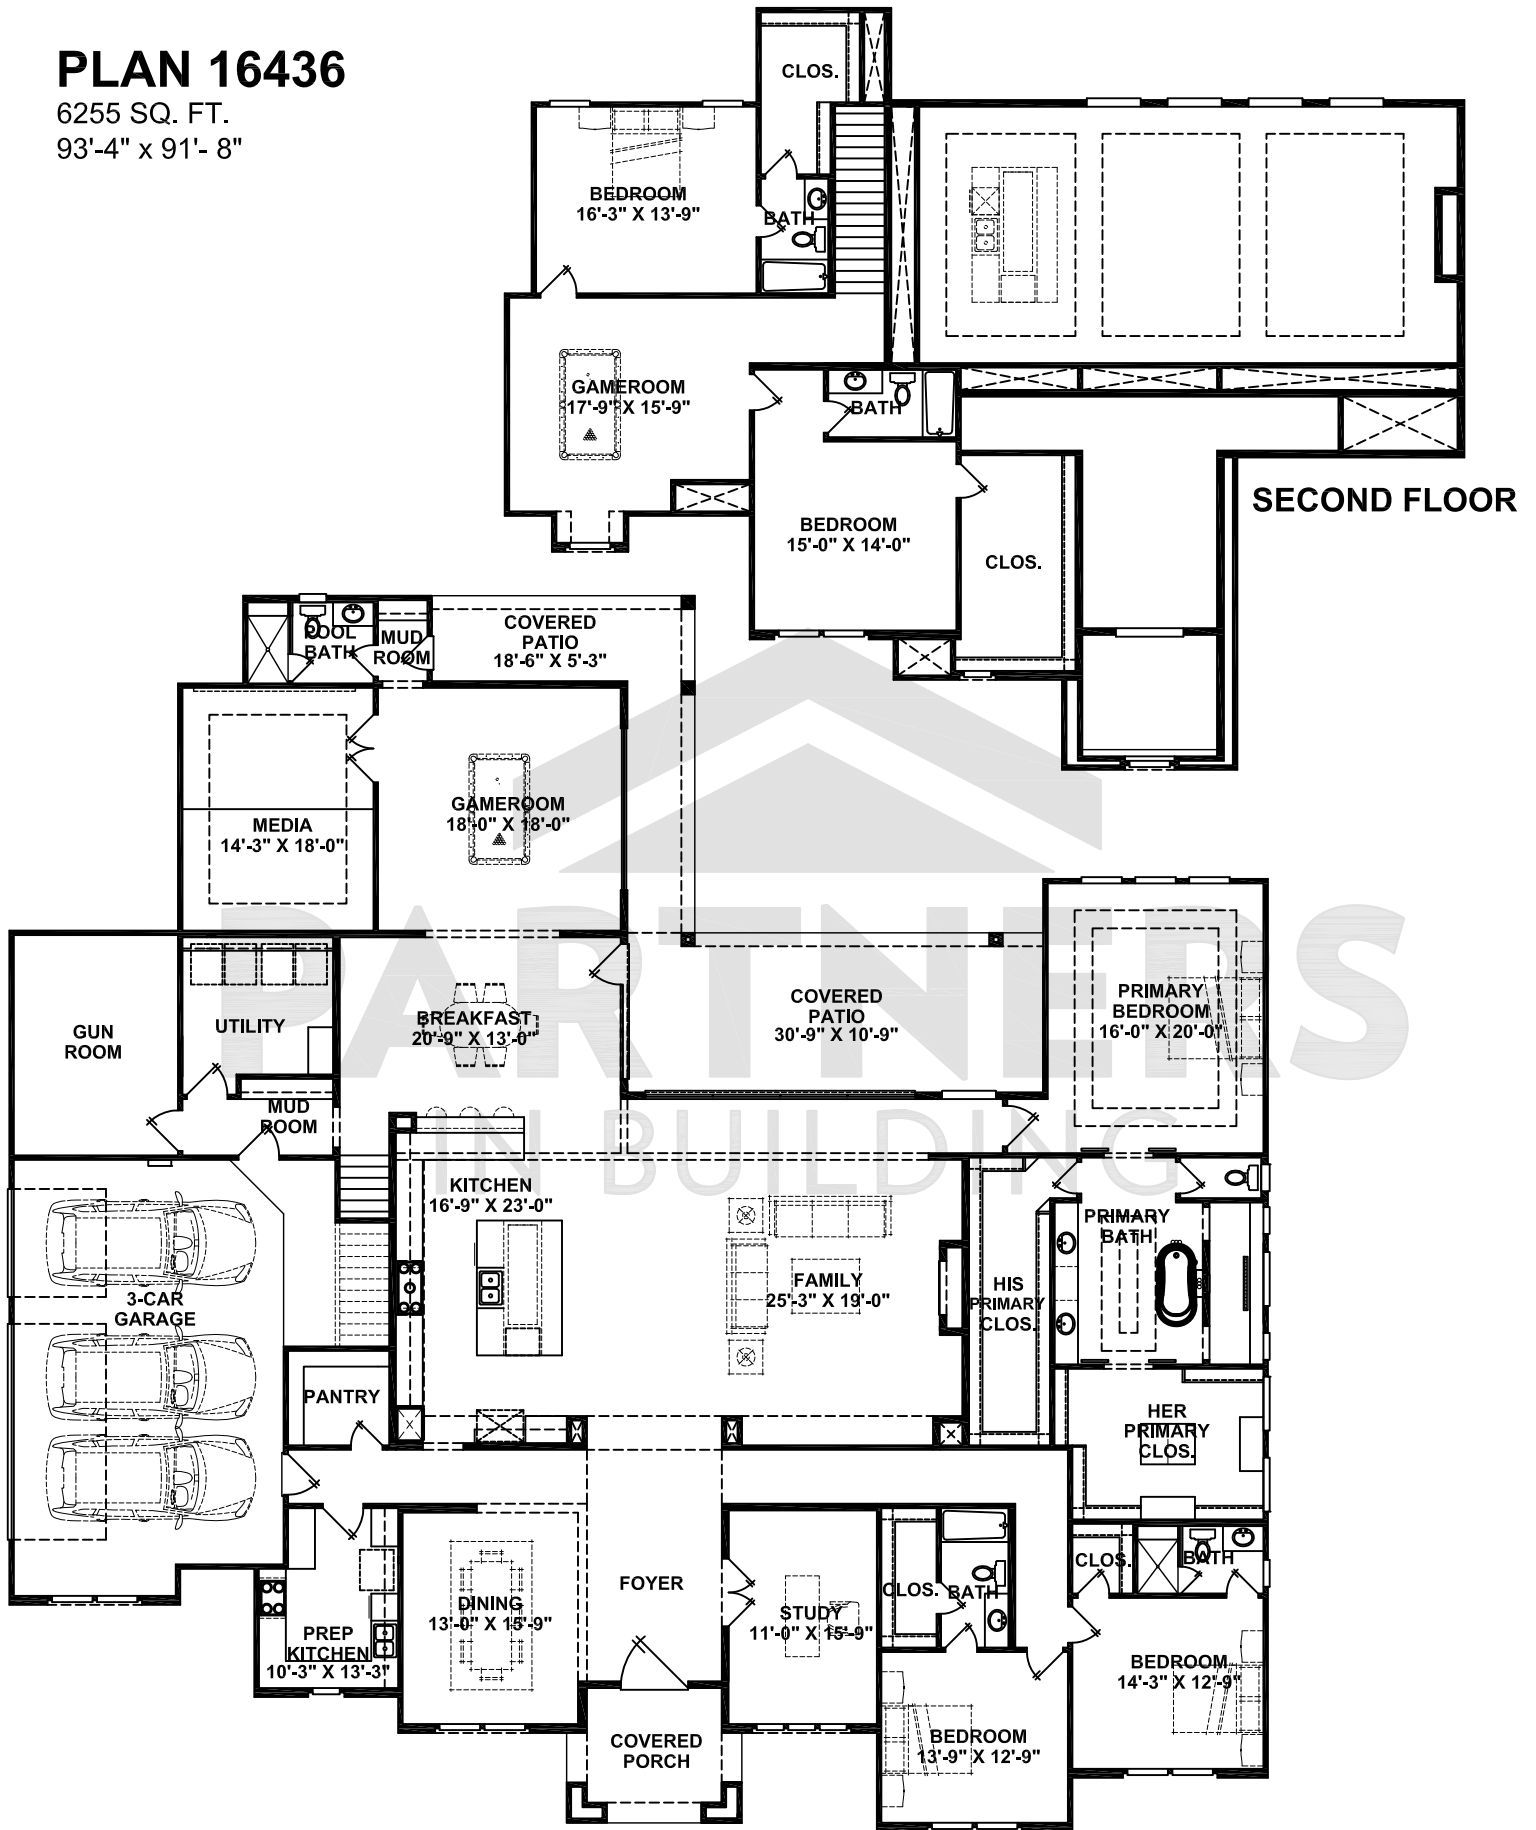 PLAN 16436
6255 SQ. FT.
93'-4" x 91'- 8"
CLOS.
BEDROOM
16'-3" X 13'-9"
BATH
GAMEROOM
17'-9" X 15'-9"
BATH
BEDROOM
15'-0" X 14'-0"
CLOS.
SECOND FLOOR
POOL
BATH
MUD
ROOM
COVERED
PATIO
18'-6" X 5'-3"
GAMEROOM
18'-0" X 18'-0"
MEDIA
14'-3" X 18'-0"
PARTNERS
IN BUILDING
GUN
ROOM
UTILITY
BREAKFAST
20'-9" X 13'-0"
COVERED
PATIO
30'-9" X 10'-9"
PRIMARY
BEDROOM
16'-0" X 20'-0"
MUD
ROOM
KITCHEN
16'-9" X 23'-0"
PRIMARY
BATH
3-CAR
GARAGE
FAMILY
25'-3" X 19'-0"
HIS
PRIMARY
CLOS.
PANTRY
HER
PRIMARY
CLOS.
FOYER
DINING
13'-0" X 15'-9"
STUDY
11'-0" X 15'-9"
CLOS.
BATH
CLOS.
BATH
PREP
KITCHEN
10'-3" X 13'-3"
BEDROOM
14'-3" X 12'-9"
COVERED
PORCH
BEDROOM
13'-9" X 12'-9"